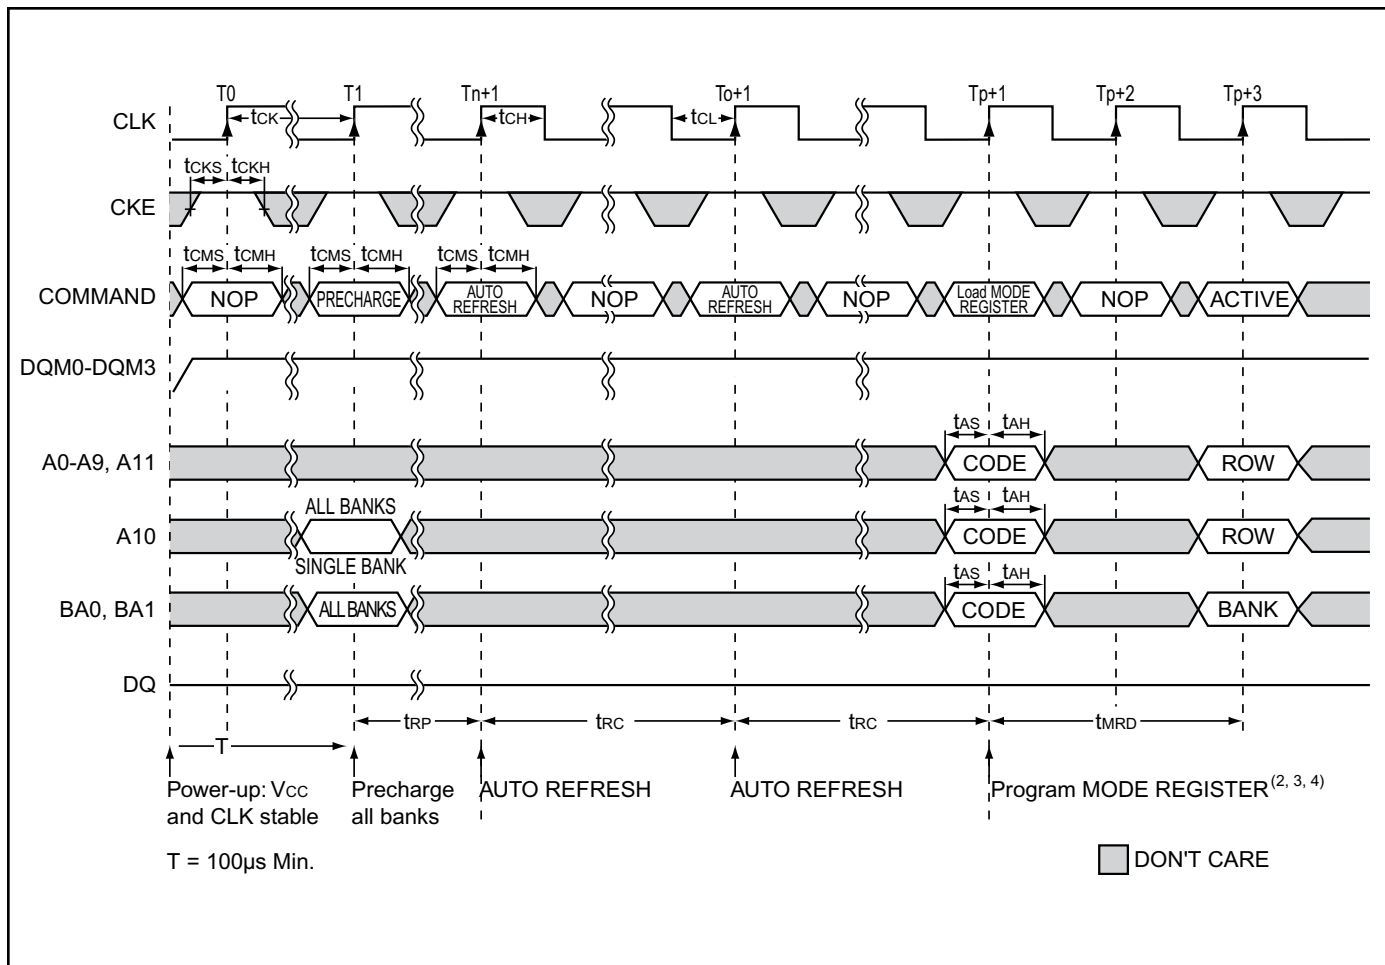 T0 T1 Tn+1 To+1 Tp+1 Tp+2 Tp+3
CLK tCK tCH tCL
tCKS tCKH
CKE
tCMS tCMH tCMS tCMH tCMS tCMH
COMMAND NOP PRECHARGE AUTO REFRESH NOP AUTO REFRESH NOP Load MODE REGISTER NOP ACTIVE
DQM0-DQM3
tAS tAH
A0-A9, A11 CODE ROW
ALL BANKS tAS tAH
A10 CODE ROW
SINGLE BANK tAS tAH
BA0, BA1 ALL BANKS CODE BANK
DQ
tRP tRC tRC tMRD
T
Power-up: VCC Precharge AUTO REFRESH AUTO REFRESH Program MODE REGISTER(2, 3, 4)
and CLK stable all banks
T = 100µs Min. DON'T CARE